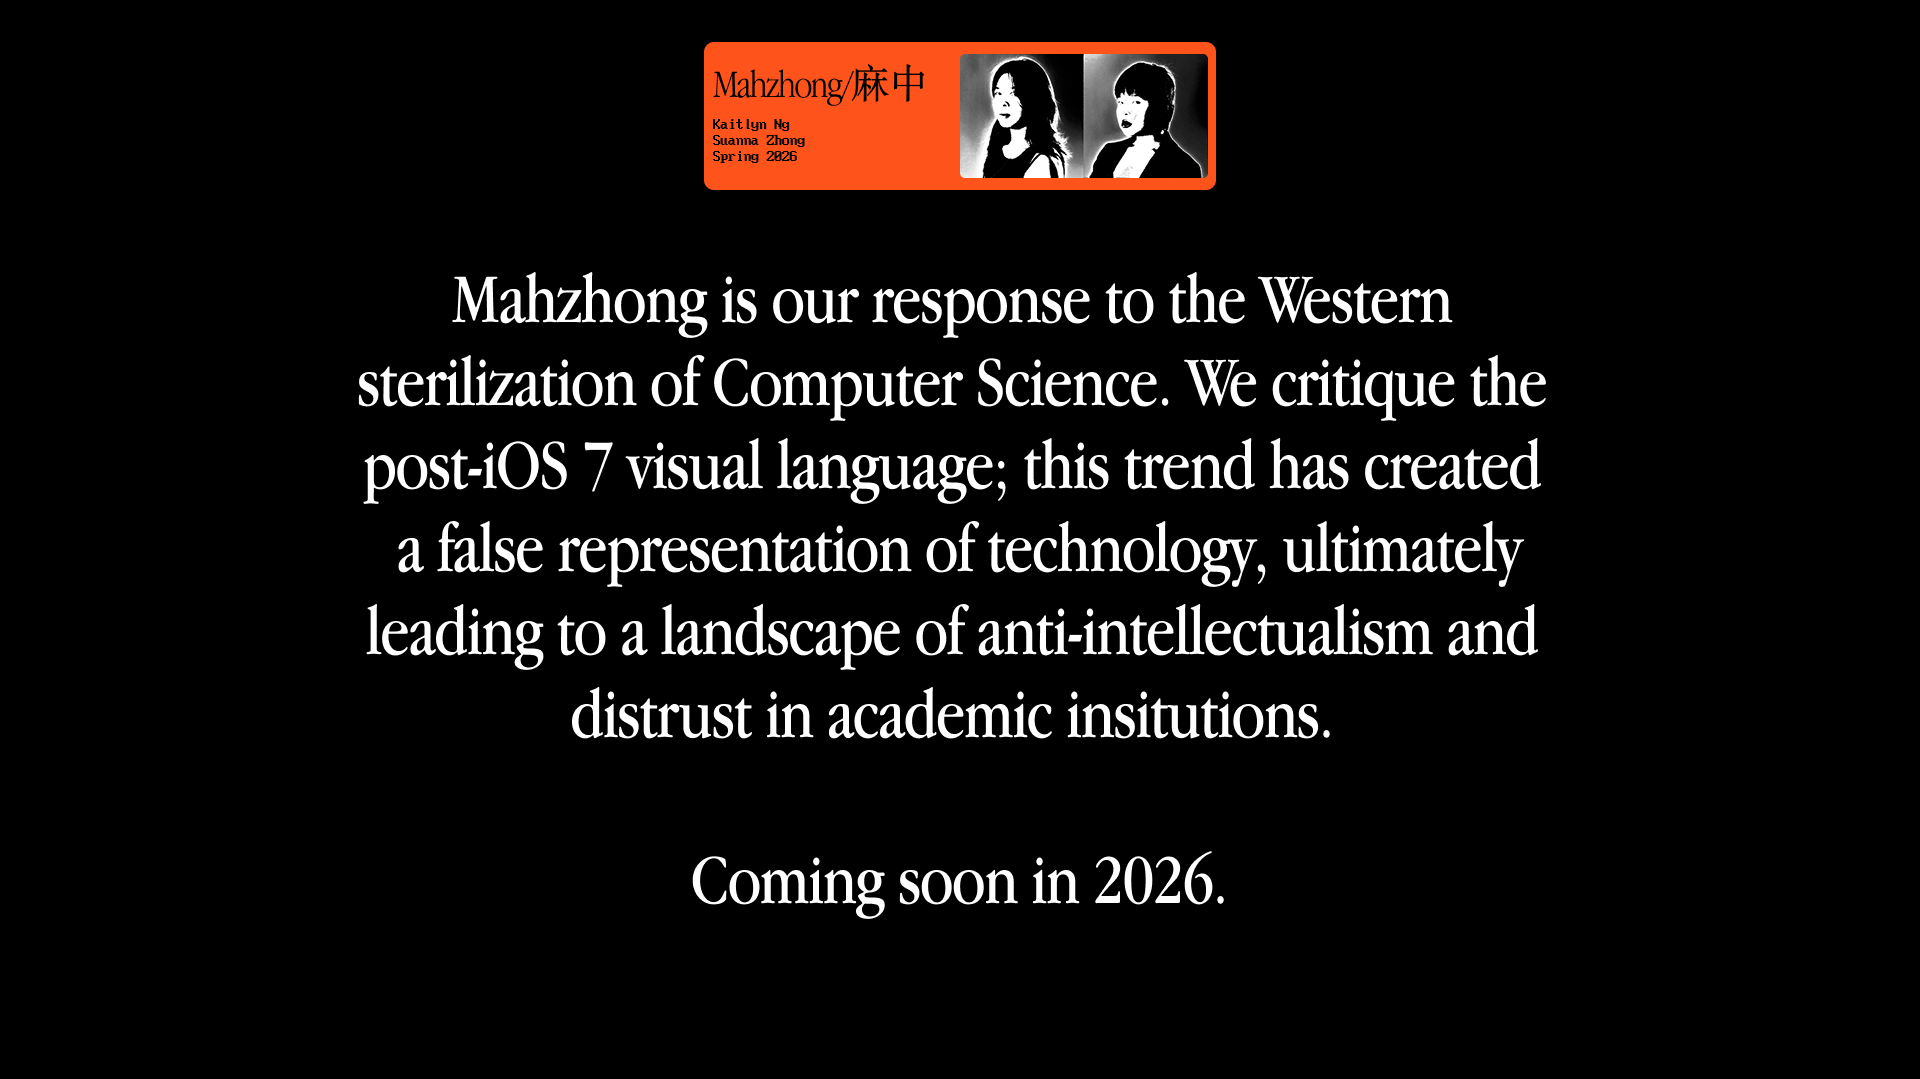 Mahzhong/麻中
Kaitlyn Ng
Suanna Zhong
Spring 2026
Mahzhong is our response to the Western
sterilization of Computer Science. We critique the
post-iOS 7 visual language; this trend has created
a false representation of technology, ultimately
leading to a landscape of anti-intellectualism and
distrust in academic insitutions.
Coming soon in 2026.